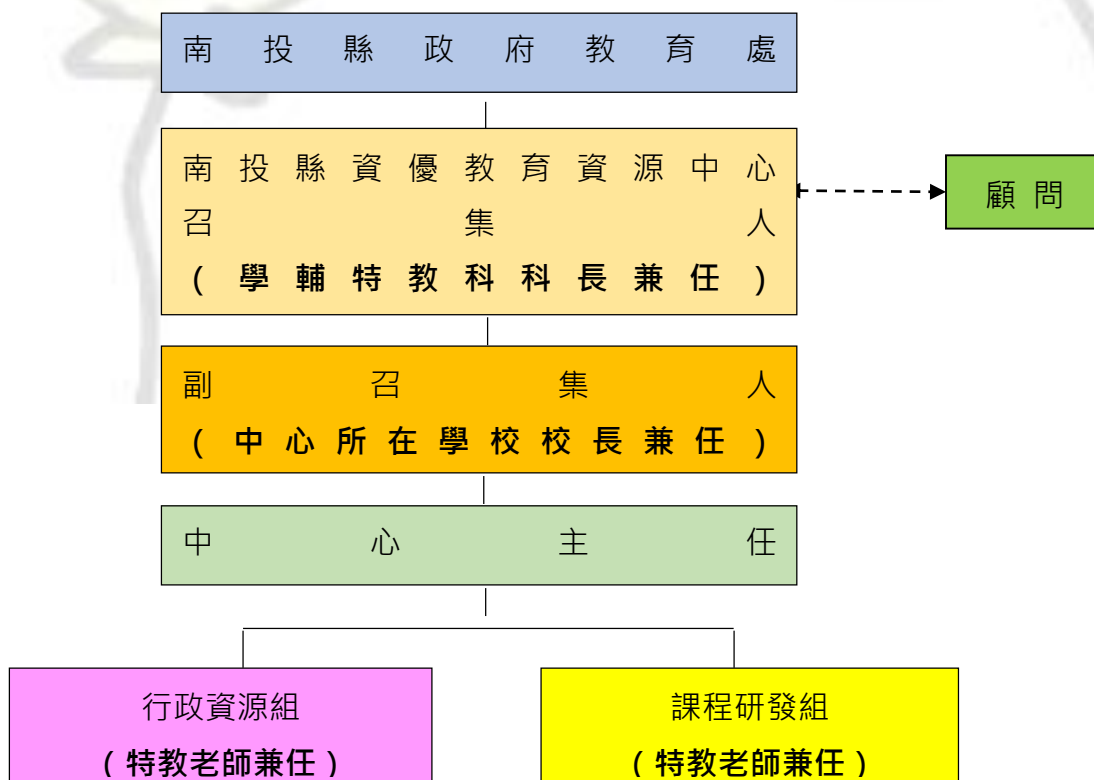 南投縣政府教育處
南投縣資優教育資源中心
召集人
(學輔特教科科長兼任)
顧問
副召集人
(中心所在學校校長兼任)
中心主任
行政資源組
(特教老師兼任)
課程研發組
(特教老師兼任)